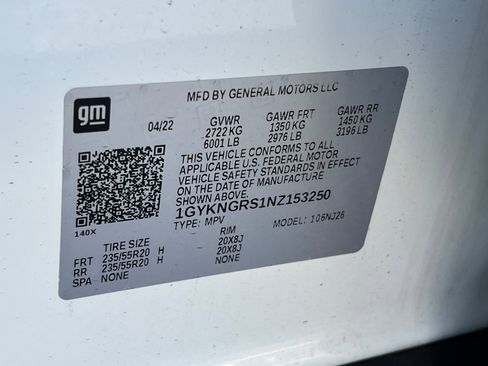 gm
MFD BY GENERAL MOTORS LLC
04/22 GVWR GAWR FRT GAWR RR
2722 KG 1350 KG 1450 KG
6001 LB 2976 LB 3196 LB
THIS VEHICLE CONFORMS TO ALL
APPLICABLE U.S. FEDERAL MOTOR
VEHICLE SAFETY STANDARDS IN EFFECT
ON THE DATE OF MANUFACTURE
SHOWN ABOVE.
1GYKNGRS1NZ153250
TYPE: MPV MODEL: 106NJ26
140X
TIRE SIZE RIM
FRT 235/55R20 H 20X8J
RR 235/55R20 H 20X8J
SPA NONE NONE